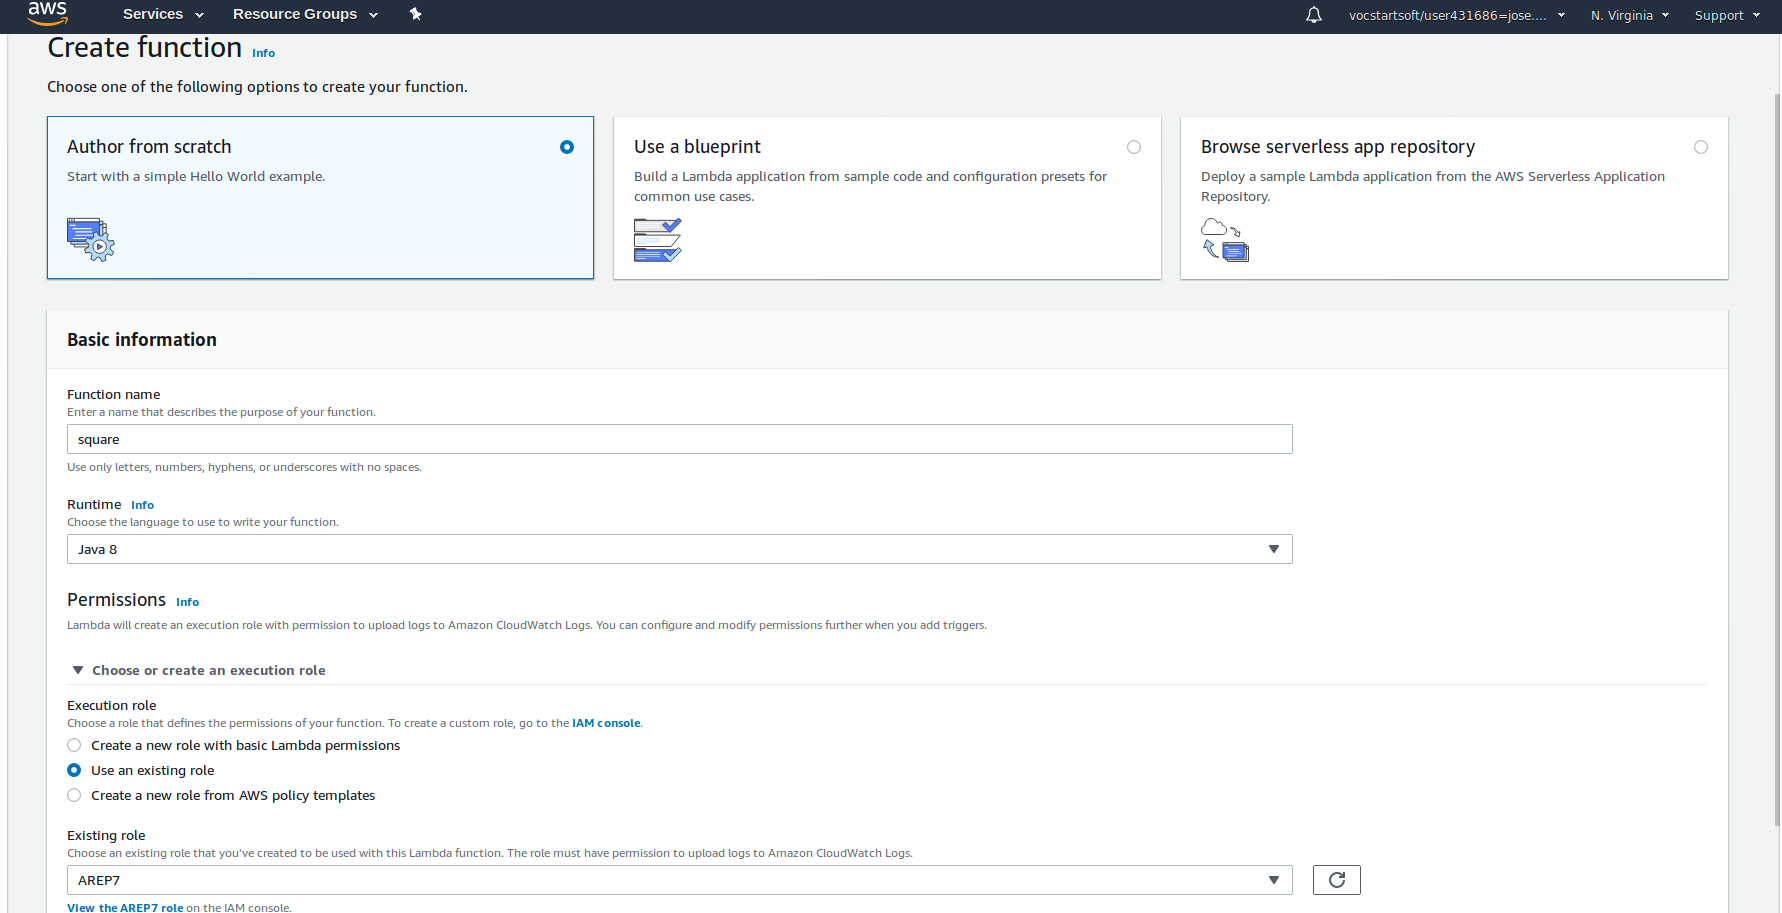 aws Services Resource Groups vocstartsoft/user431686=jose.... N. Virginia Support
Create function Info
Choose one of the following options to create your function.
Author from scratch
Start with a simple Hello World example.
Use a blueprint
Build a Lambda application from sample code and configuration presets for
common use cases.
Browse serverless app repository
Deploy a sample Lambda application from the AWS Serverless Application
Repository.
Basic information
Function name
Enter a name that describes the purpose of your function.
square
Use only letters, numbers, hyphens, or underscores with no spaces.
Runtime Info
Choose the language to use to write your function.
Java 8
Permissions Info
Lambda will create an execution role with permission to upload logs to Amazon CloudWatch Logs. You can configure and modify permissions further when you add triggers.
Choose or create an execution role
Execution role
Choose a role that defines the permissions of your function. To create a custom role, go to the IAM console.
Create a new role with basic Lambda permissions
Use an existing role
Create a new role from AWS policy templates
Existing role
Choose an existing role that you've created to be used with this Lambda function. The role must have permission to upload logs to Amazon CloudWatch Logs.
AREP7
View the AREP7 role on the IAM console.